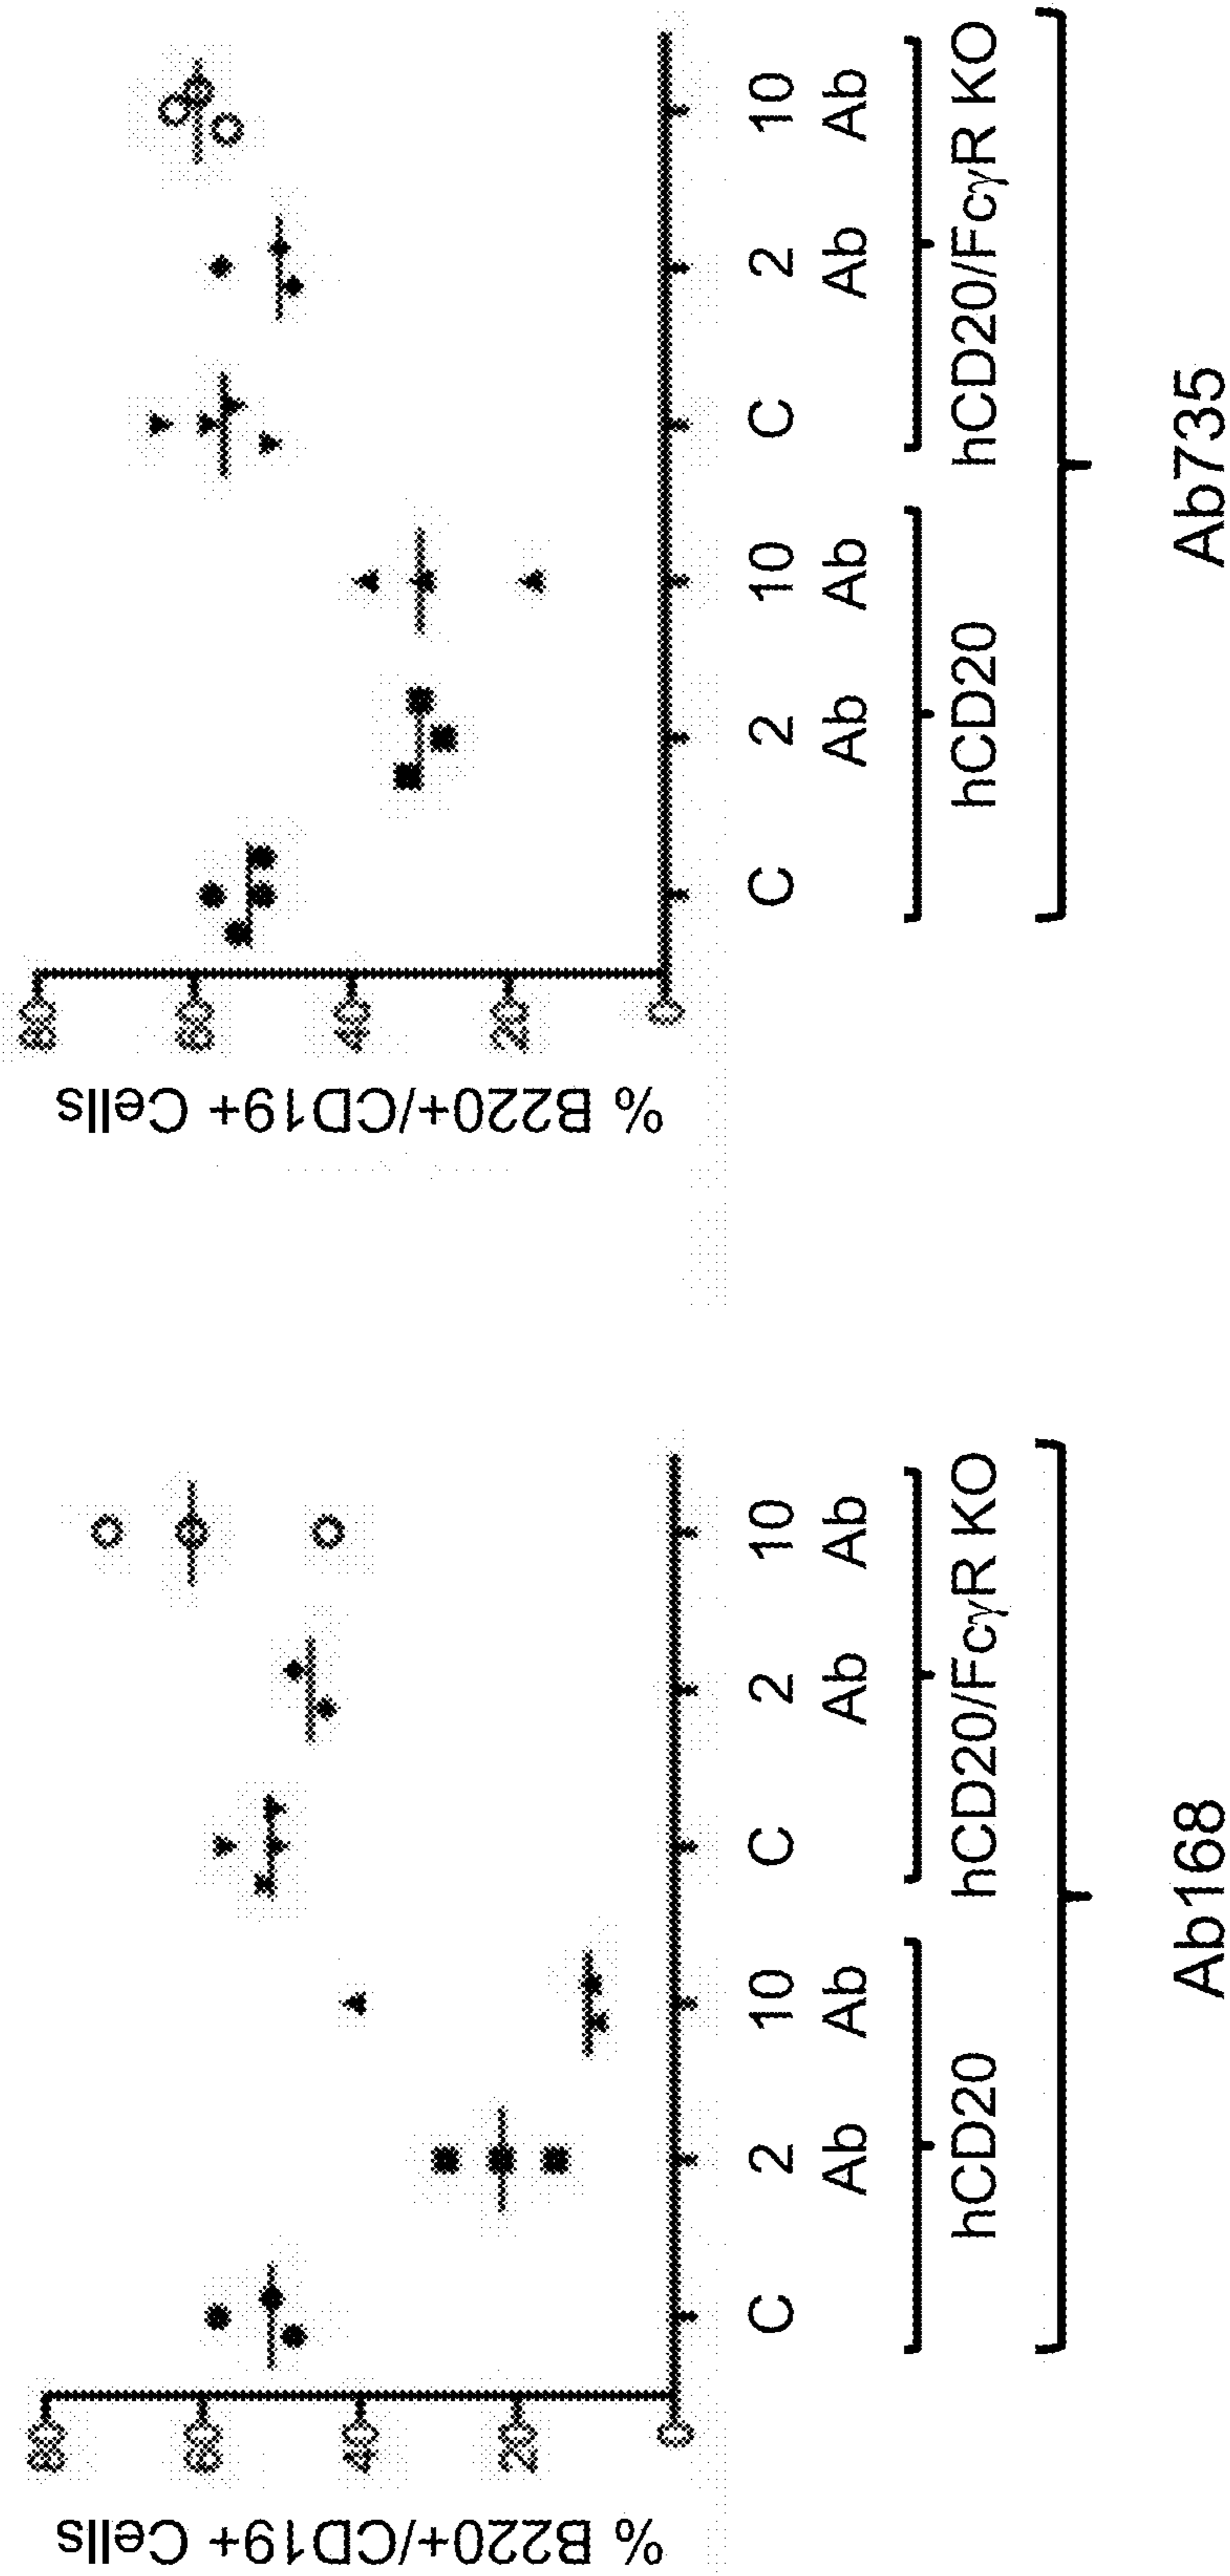 % B220+/CD19+ Cells
80
60
40
20
0
C 2 10 C 2 10
Ab Ab Ab Ab
hCD20 hCD20/FcγR KO
Ab168
% B220+/CD19+ Cells
80
60
40
20
0
C 2 10 C 2 10
Ab Ab Ab Ab
hCD20 hCD20/FcγR KO
Ab735